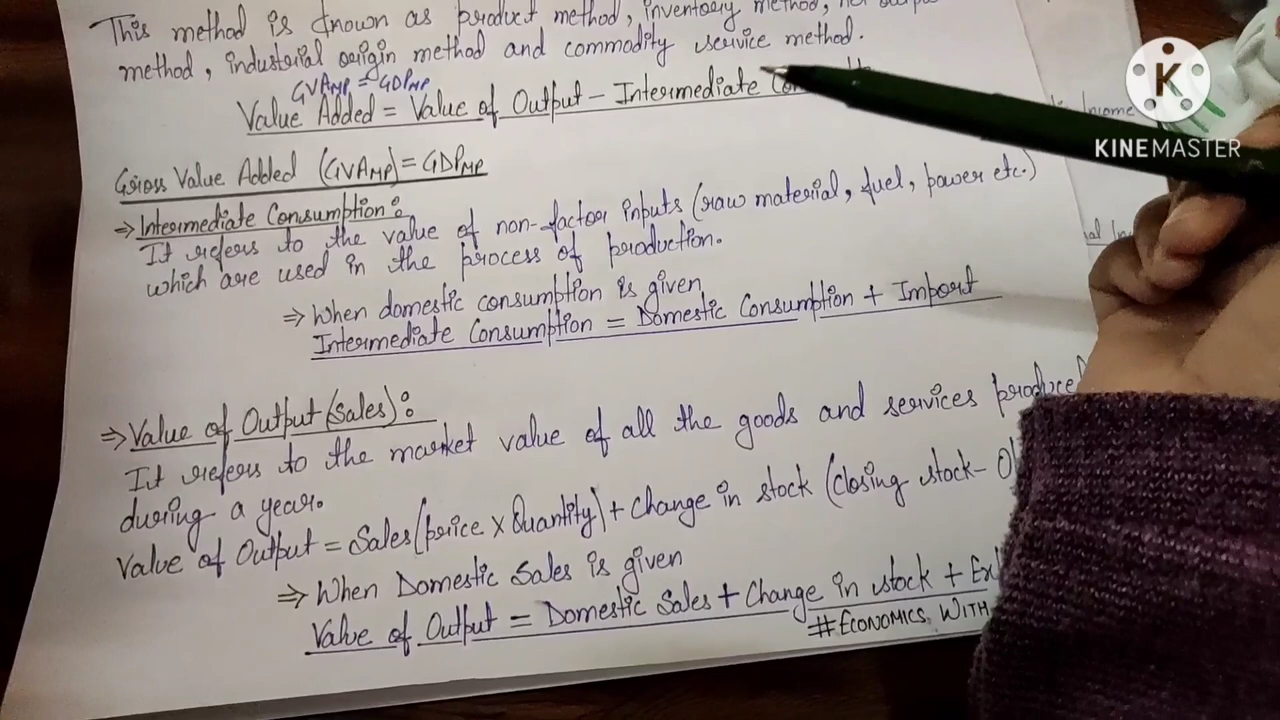 This method is known as product method, inventory method, net output
method, industrial origin method and commodity service method.
GVAMP = GDPMP
Value Added = Value of Output - Intermediate
Gross Value Added (GVAMP) = GDPMP
⇒ Intermediate Consumption:
It refers to the value of non-factor inputs (raw material, fuel, power etc.)
which are used in the process of production.
⇒ When domestic consumption is given
Intermediate Consumption = Domestic Consumption + Import
⇒ Value of Output (Sales):
It refers to the market value of all the goods and services produced
during a year.
Value of Output = Sales (price x Quantity) + Change in stock (closing stock -
⇒ When Domestic Sales is given
Value of Output = Domestic Sales + Change in stock +
#ECONOMICS WITH
KINEMASTER
K
Income